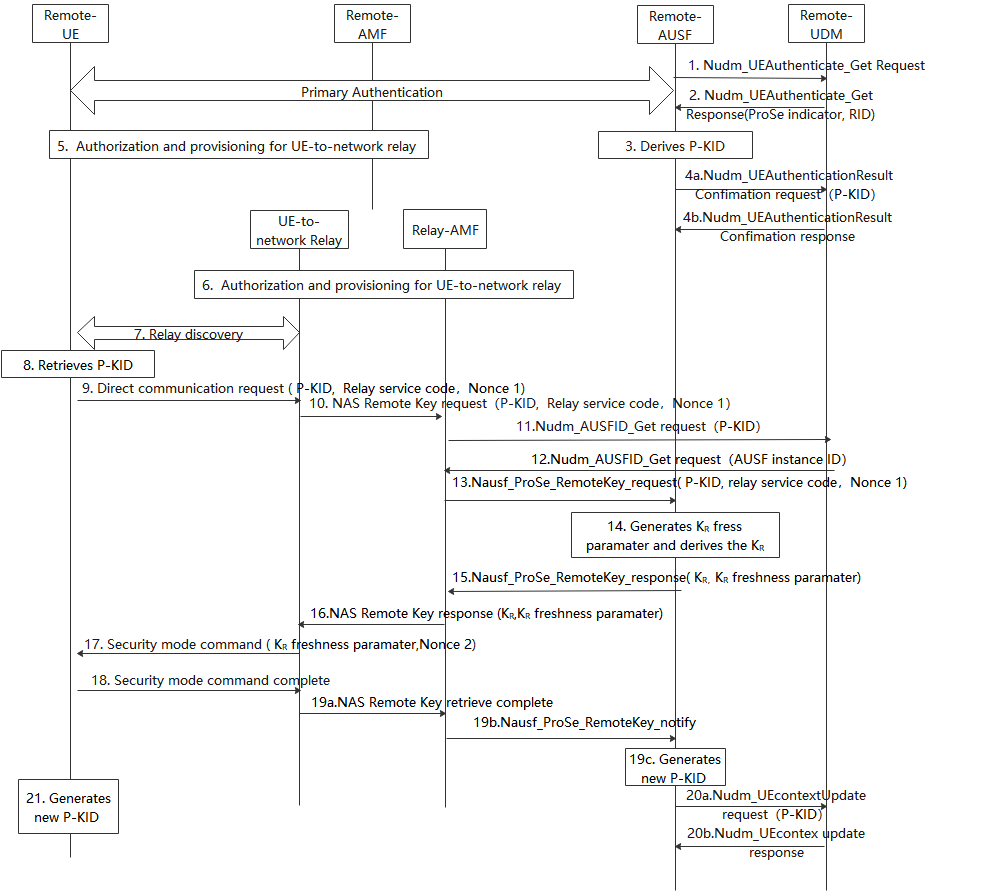 Remote-
UE
Remote-
AMF
Remote-
AUSF
Remote-
UDM
1. Nudm_UEAuthenticate_Get Request
Primary Authentication
2. Nudm_UEAuthenticate_Get
Response(ProSe indicator, RID)
5. Authorization and provisioning for UE-to-network relay
3. Derives P-KID
4a.Nudm_UEAuthenticationResult
Confimation request（P-KID）
4b.Nudm_UEAuthenticationResult
Confimation response
UE-to-
network Relay
Relay-AMF
6. Authorization and provisioning for UE-to-network relay
7. Relay discovery
8. Retrieves P-KID
9. Direct communication request ( P-KID, Relay service code，Nonce 1）
10. NAS Remote Key request（P-KID, Relay service code，Nonce 1）
11.Nudm_AUSFID_Get request（P-KID）
12.Nudm_AUSFID_Get request（AUSF instance ID）
13.Nausf_ProSe_RemoteKey_request( P-KID, relay service code，Nonce 1)
14. Generates KR fress
paramater and derives the KR
15.Nausf_ProSe_RemoteKey_response( KR, KR freshness paramater)
16.NAS Remote Key response (KR,KR freshness paramater)
17. Security mode command ( KR freshness paramater,Nonce 2)
18. Security mode command complete
19a.NAS Remote Key retrieve complete
19b.Nausf_ProSe_RemoteKey_notify
19c. Generates
new P-KID
21. Generates
new P-KID
20a.Nudm_UEcontextUpdate
request（P-KID）
20b.Nudm_UEcontex update
response